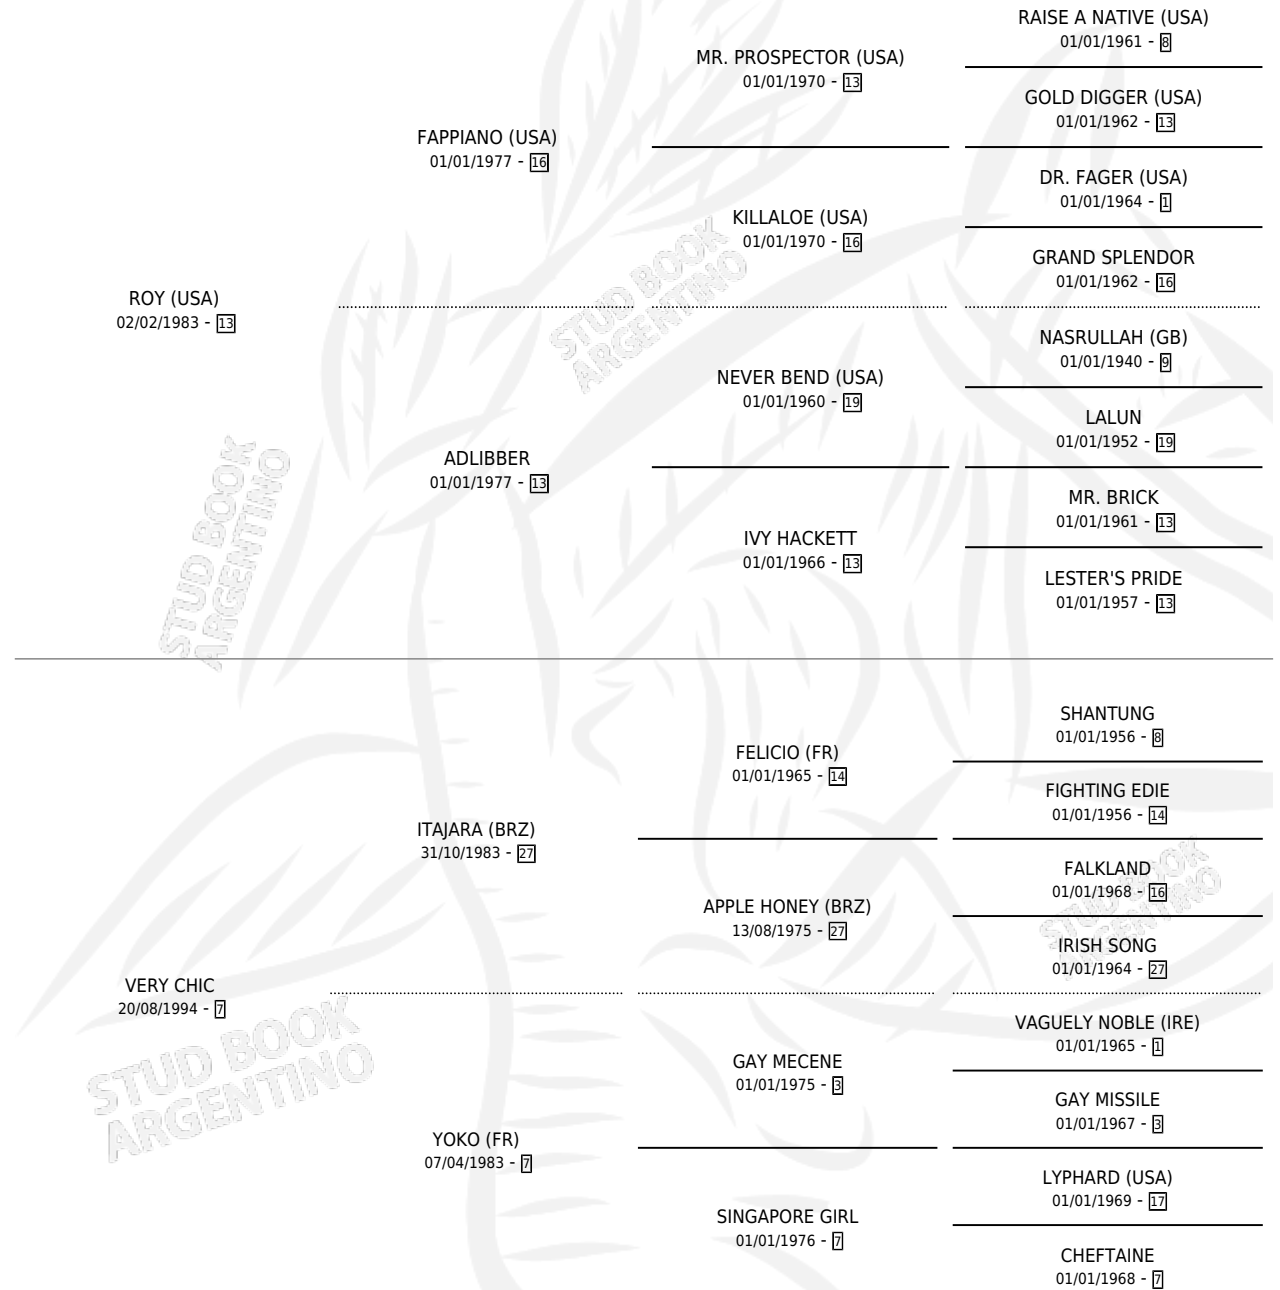 RAISE A NATIVE (USA)
01/01/1961 - 8
MR. PROSPECTOR (USA)
01/01/1970 - 13
GOLD DIGGER (USA)
01/01/1962 - 13
FAPPIANO (USA)
01/01/1977 - 16
DR. FAGER (USA)
01/01/1964 - 1
KILLALOE (USA)
01/01/1970 - 16
GRAND SPLENDOR
01/01/1962 - 16
ROY (USA)
02/02/1983 - 13
STUD BOOK
ARGENTINO
NASRULLAH (GB)
01/01/1940 - 9
NEVER BEND (USA)
01/01/1960 - 19
LALUN
01/01/1952 - 19
ADLIBBER
01/01/1977 - 13
MR. BRICK
01/01/1961 - 13
IVY HACKETT
01/01/1966 - 13
LESTER'S PRIDE
01/01/1957 - 13
STUD BOOK
ARGENTINO
SHANTUNG
01/01/1956 - 8
FELICIO (FR)
01/01/1965 - 14
FIGHTING EDIE
01/01/1956 - 14
ITAJARA (BRZ)
31/10/1983 - 27
FALKLAND
01/01/1968 - 16
APPLE HONEY (BRZ)
13/08/1975 - 27
STUD BOOK
ARGENTINO
IRISH SONG
01/01/1964 - 27
VERY CHIC
20/08/1994 - 7
VAGUELY NOBLE (IRE)
01/01/1965 - 1
GAY MECENE
01/01/1975 - 3
STUD BOOK
ARGENTINO
GAY MISSILE
01/01/1967 - 3
YOKO (FR)
07/04/1983 - 7
LYPHARD (USA)
01/01/1969 - 17
SINGAPORE GIRL
01/01/1976 - 7
CHEFTAINE
01/01/1968 - 7